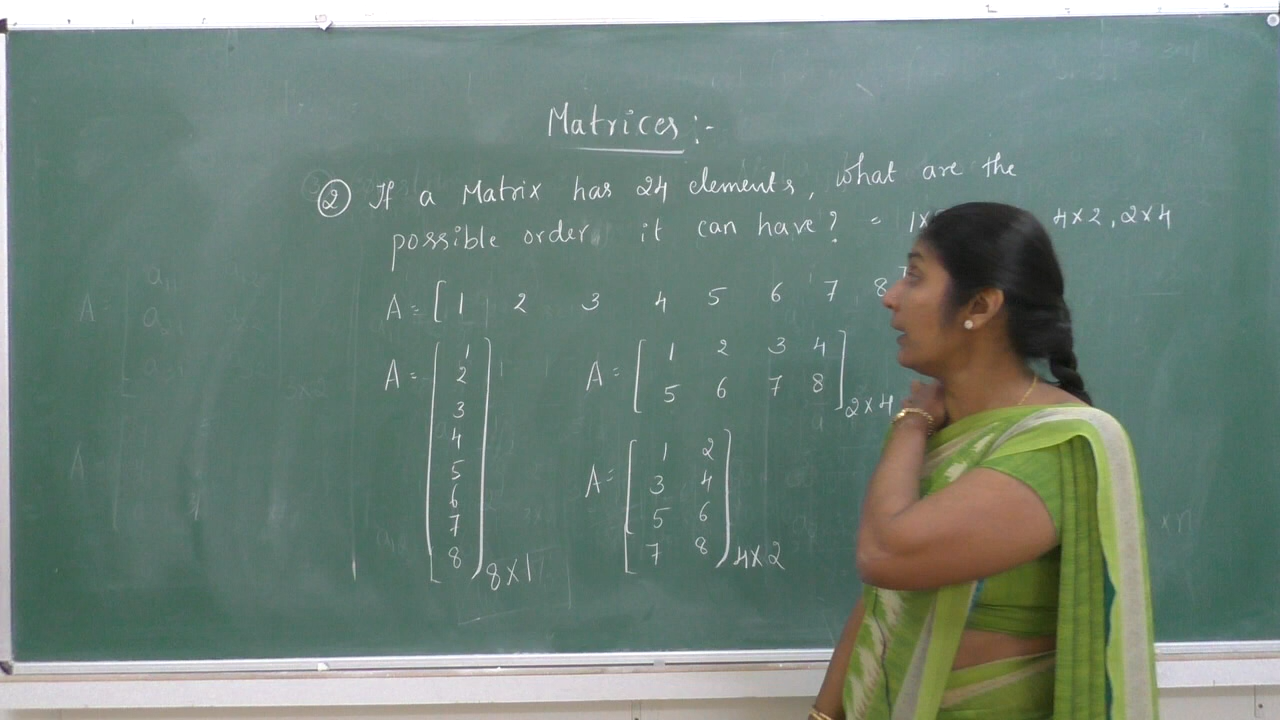 Matrices :-
② If a Matrix has 24 elements, what are the
possible order it can have? = 1× 4×2, 2×4
A = [ 1 2 3 4 5 6 7 8
A = [ 1
2
3
4
5
6
7
8 ] 8×1
A = [ 1 2 3 4
5 6 7 8 ] 2×4
A = [ 1 2
3 4
5 6
7 8 ] 4×2